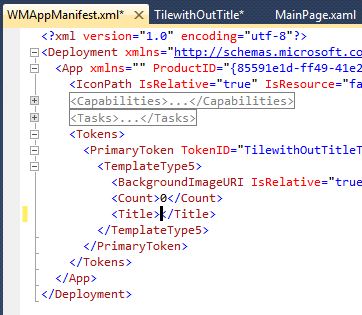 WMAppManifest.xml* TilewithOutTitle* MainPage.xaml
<?xml version="1.0" encoding="utf-8"?>
<Deployment xmlns="http://schemas.microsoft.co
<App xmlns="" ProductID="{85591e1d-ff49-41e2
<IconPath IsRelative="true" IsResource="fa
<Capabilities>...</Capabilities>
<Tasks>...</Tasks>
<Tokens>
<PrimaryToken TokenID="TilewithOutTitleT
<TemplateType5>
<BackgroundImageURI IsRelative="true
<Count>0</Count>
<Title></Title>
</TemplateType5>
</PrimaryToken>
</Tokens>
</App>
</Deployment>